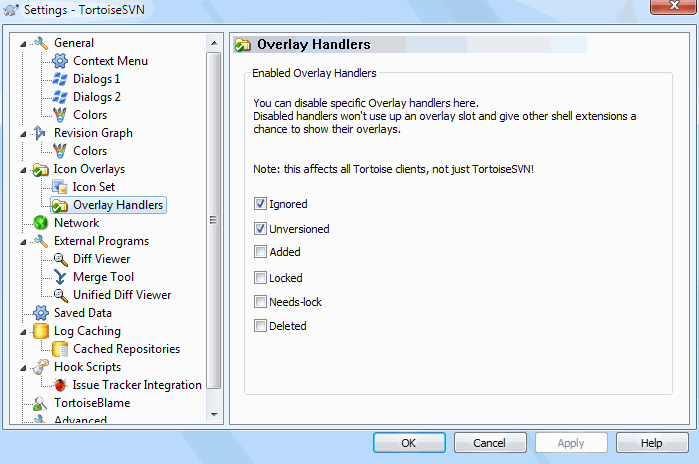 Settings - TortoiseSVN
General
Context Menu
Dialogs 1
Dialogs 2
Colors
Revision Graph
Colors
Icon Overlays
Icon Set
Overlay Handlers
Network
External Programs
Diff Viewer
Merge Tool
Unified Diff Viewer
Saved Data
Log Caching
Cached Repositories
Hook Scripts
Issue Tracker Integration
TortoiseBlame
Advanced
Overlay Handlers
Enabled Overlay Handlers
You can disable specific Overlay handlers here.
Disabled handlers won't use up an overlay slot and give other shell extensions a
chance to show their overlays.
Note: this affects all Tortoise clients, not just TortoiseSVN!
Ignored
Unversioned
Added
Locked
Needs-lock
Deleted
OK
Cancel
Apply
Help